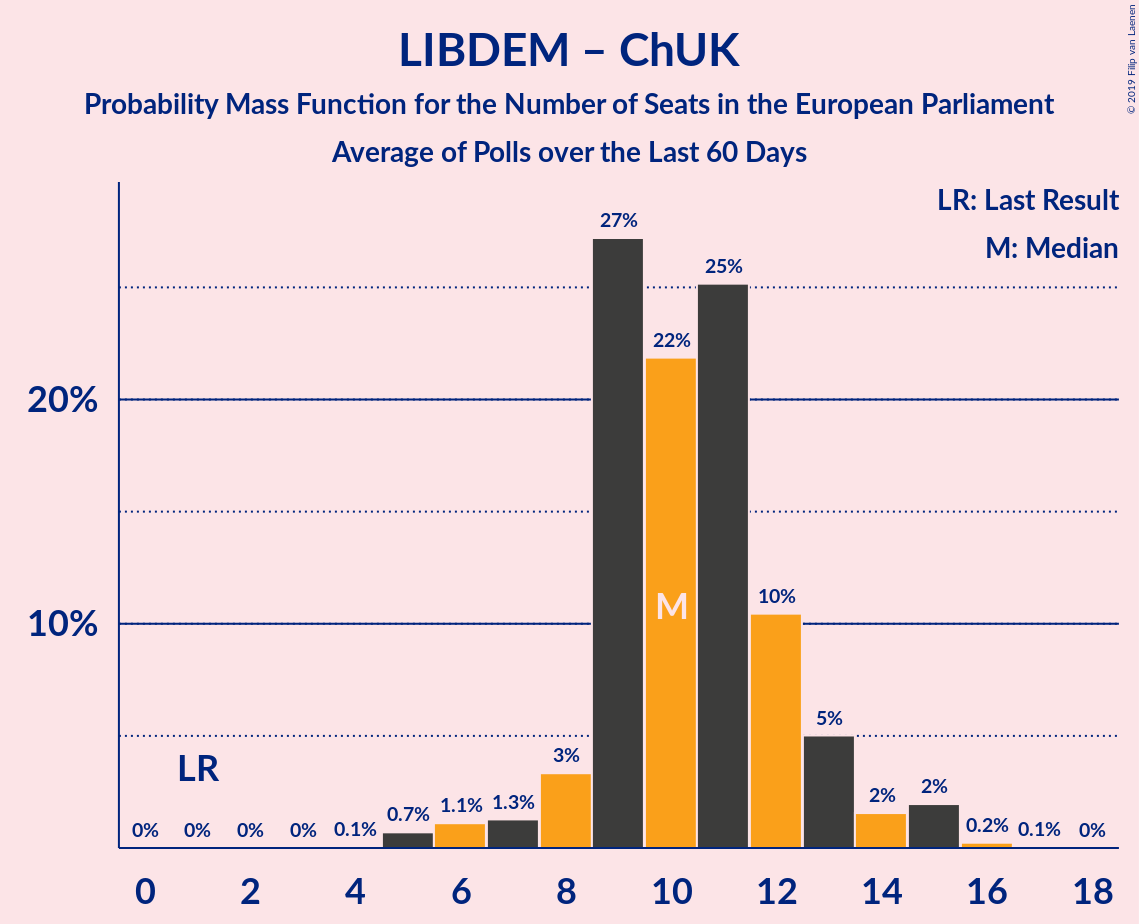 © 2019 Filip van Laenen
LIBDEM – ChUK
Probability Mass Function for the Number of Seats in the European Parliament
Average of Polls over the Last 60 Days
LR: Last Result
M: Median
27%
25%
22%
20%
M
10%
10%
5%
LR
3%
2%
2%
0% 0% 0% 0% 0.1% 0.7% 1.1% 1.3% 0.2% 0.1% 0%
0 2 4 6 8 10 12 14 16 18